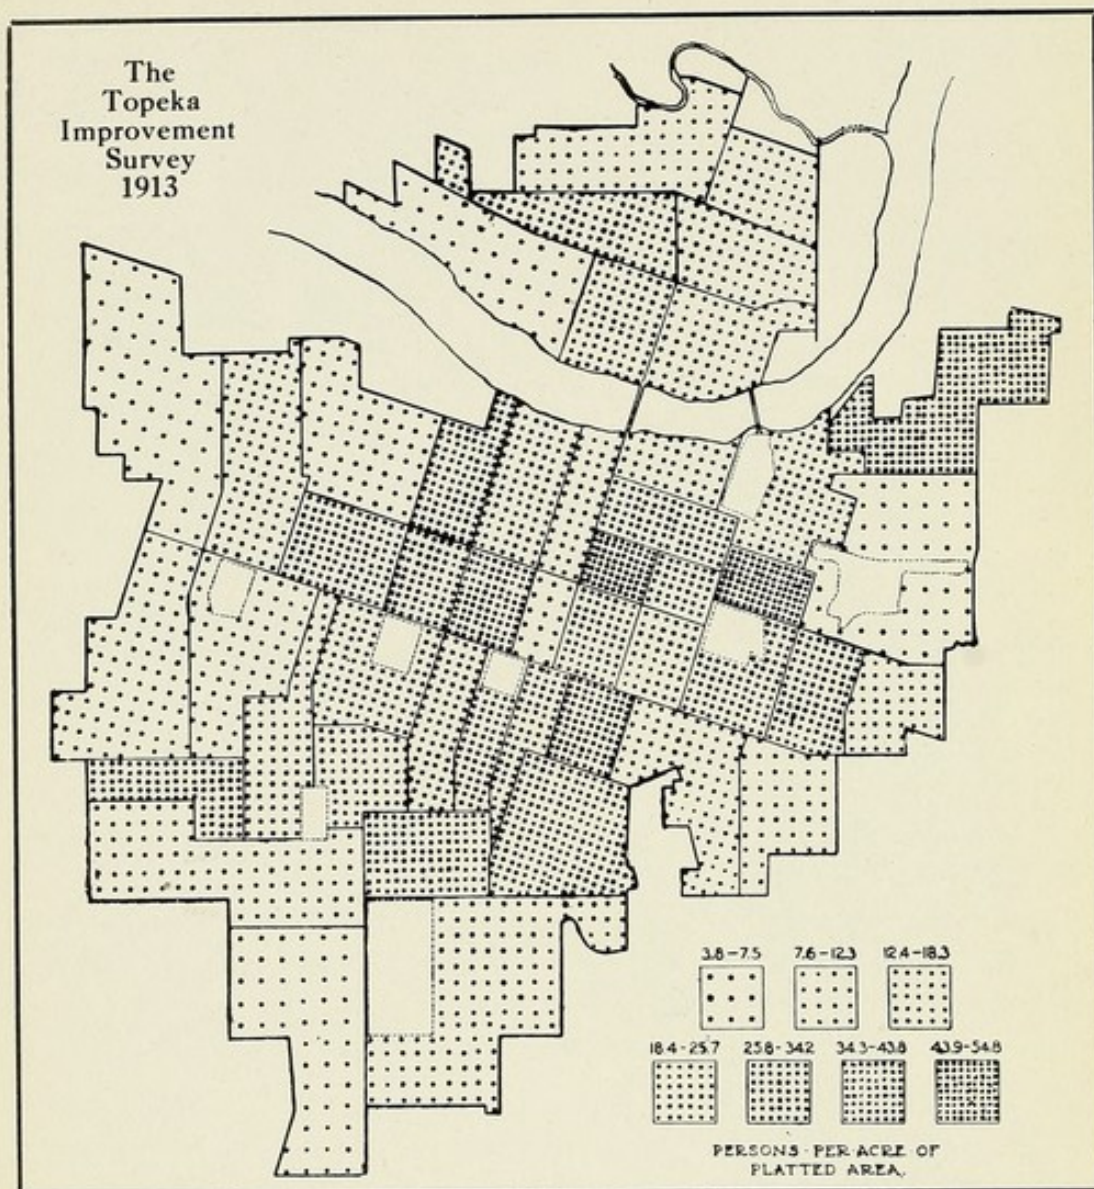 The
Topeka
Improvement
Survey
1913
3.8-7.5 7.6-12.3 12.4-18.3
18.4-25.7 25.8-34.2 34.3-43.8 43.9-54.8
PERSONS·PER·ACRE OF
PLATTED AREA.